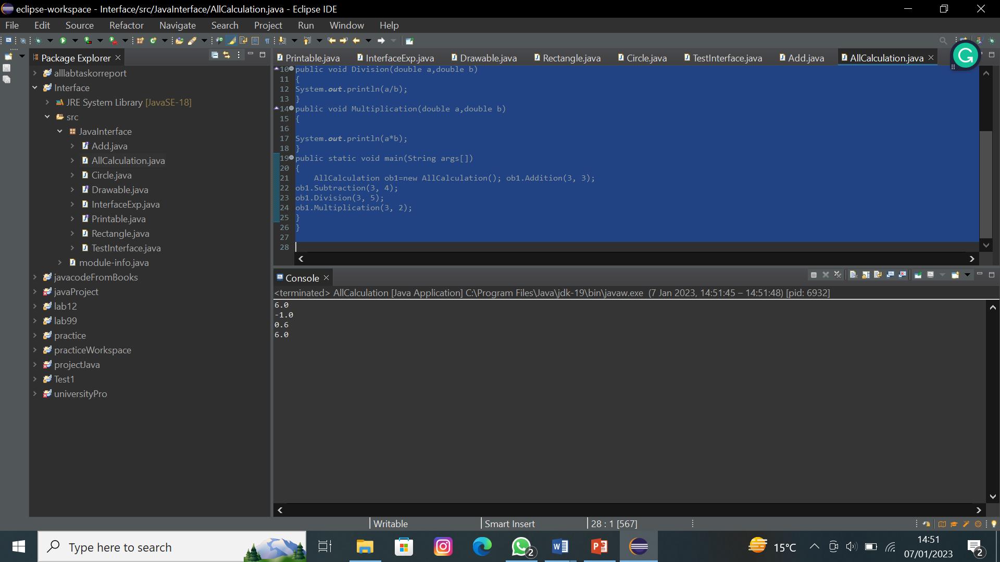 eclipse-workspace - Interface/src/JavaInterface/AllCalculation.java - Eclipse IDE
File Edit Source Refactor Navigate Search Project Run Window Help
Package Explorer
alllabtaskorreport
Interface
JRE System Library [JavaSE-18]
src
JavaInterface
Add.java
AllCalculation.java
Circle.java
Drawable.java
InterfaceExp.java
Printable.java
Rectangle.java
TestInterface.java
module-info.java
javacodeFromBooks
javaProject
lab12
lab99
practice
practiceWorkspace
projectJava
Test1
universityPro
Printable.java InterfaceExp.java Drawable.java Rectangle.java Circle.java TestInterface.java Add.java AllCalculation.java
10 public void Division(double a,double b)
11 {
12 System.out.println(a/b);
13 }
14 public void Multiplication(double a,double b)
15 {
16
17 System.out.println(a*b);
18 }
19 public static void main(String args[])
20 {
21 AllCalculation ob1=new AllCalculation(); ob1.Addition(3, 3);
22 ob1.Subtraction(3, 4);
23 ob1.Division(3, 5);
24 ob1.Multiplication(3, 2);
25 }
26 }
27
28
Console
<terminated> AllCalculation [Java Application] C:\Program Files\Java\jdk-19\bin\javaw.exe (7 Jan 2023, 14:51:45 – 14:51:48) [pid: 6932]
6.0
-1.0
0.6
6.0
Writable Smart Insert 28 : 1 [567]
Type here to search
2
15°C
14:51
07/01/2023
2